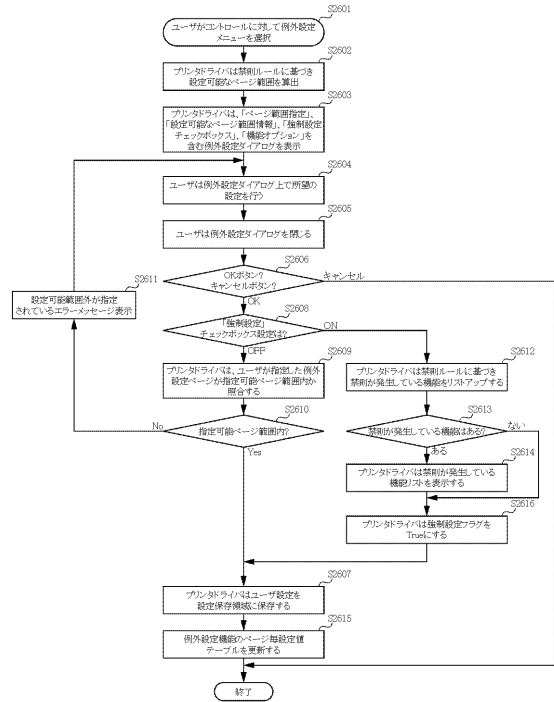 S2601
ユーザがコントロールに対して例外設定
メニューを選択
S2602
プリンタドライバは禁則ルールに基づき
設定可能なページ範囲を算出
S2603
プリンタドライバは、「ページ範囲指定」、
「設定可能なページ範囲情報」、「強制設定
チェックボックス」、「機能オプション」を
含む例外設定ダイアログを表示
S2604
ユーザは例外設定ダイアログ上で所望の
設定を行う
S2605
ユーザは例外設定ダイアログを閉じる
S2606
OKボタン?
キャンセルボタン?
キャンセル
OK
S2611
設定可能範囲外が指定
されているエラーメッセージ表示
S2608
「強制設定」
チェックボックス設定は?
ON
OFF
S2609
プリンタドライバは、ユーザが指定した例外
設定ページが指定可能ページ範囲内か
照合する
S2610
指定可能ページ範囲内?
No
Yes
S2612
プリンタドライバは禁則ルールに基づき
禁則が発生している機能をリストアップする
S2613
禁則が発生している機能はある?
ない
ある
S2614
プリンタドライバは禁則が発生している
機能リストを表示する
S2616
プリンタドライバは強制設定フラグを
Trueにする
S2607
プリンタドライバはユーザ設定を
設定保存領域に保存する
S2615
例外設定機能のページ毎設定値
テーブルを更新する
終了